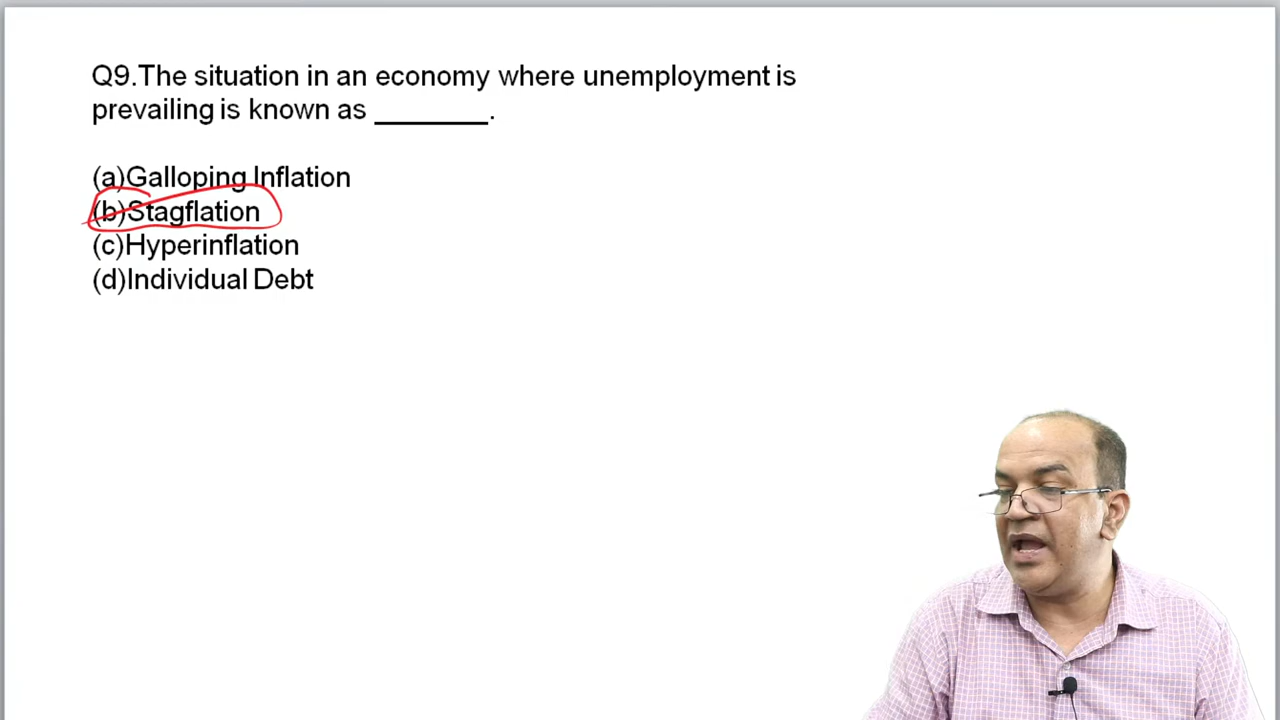 Q9.The situation in an economy where unemployment is
prevailing is known as ________.
(a)Galloping Inflation
(b)Stagflation
(c)Hyperinflation
(d)Individual Debt